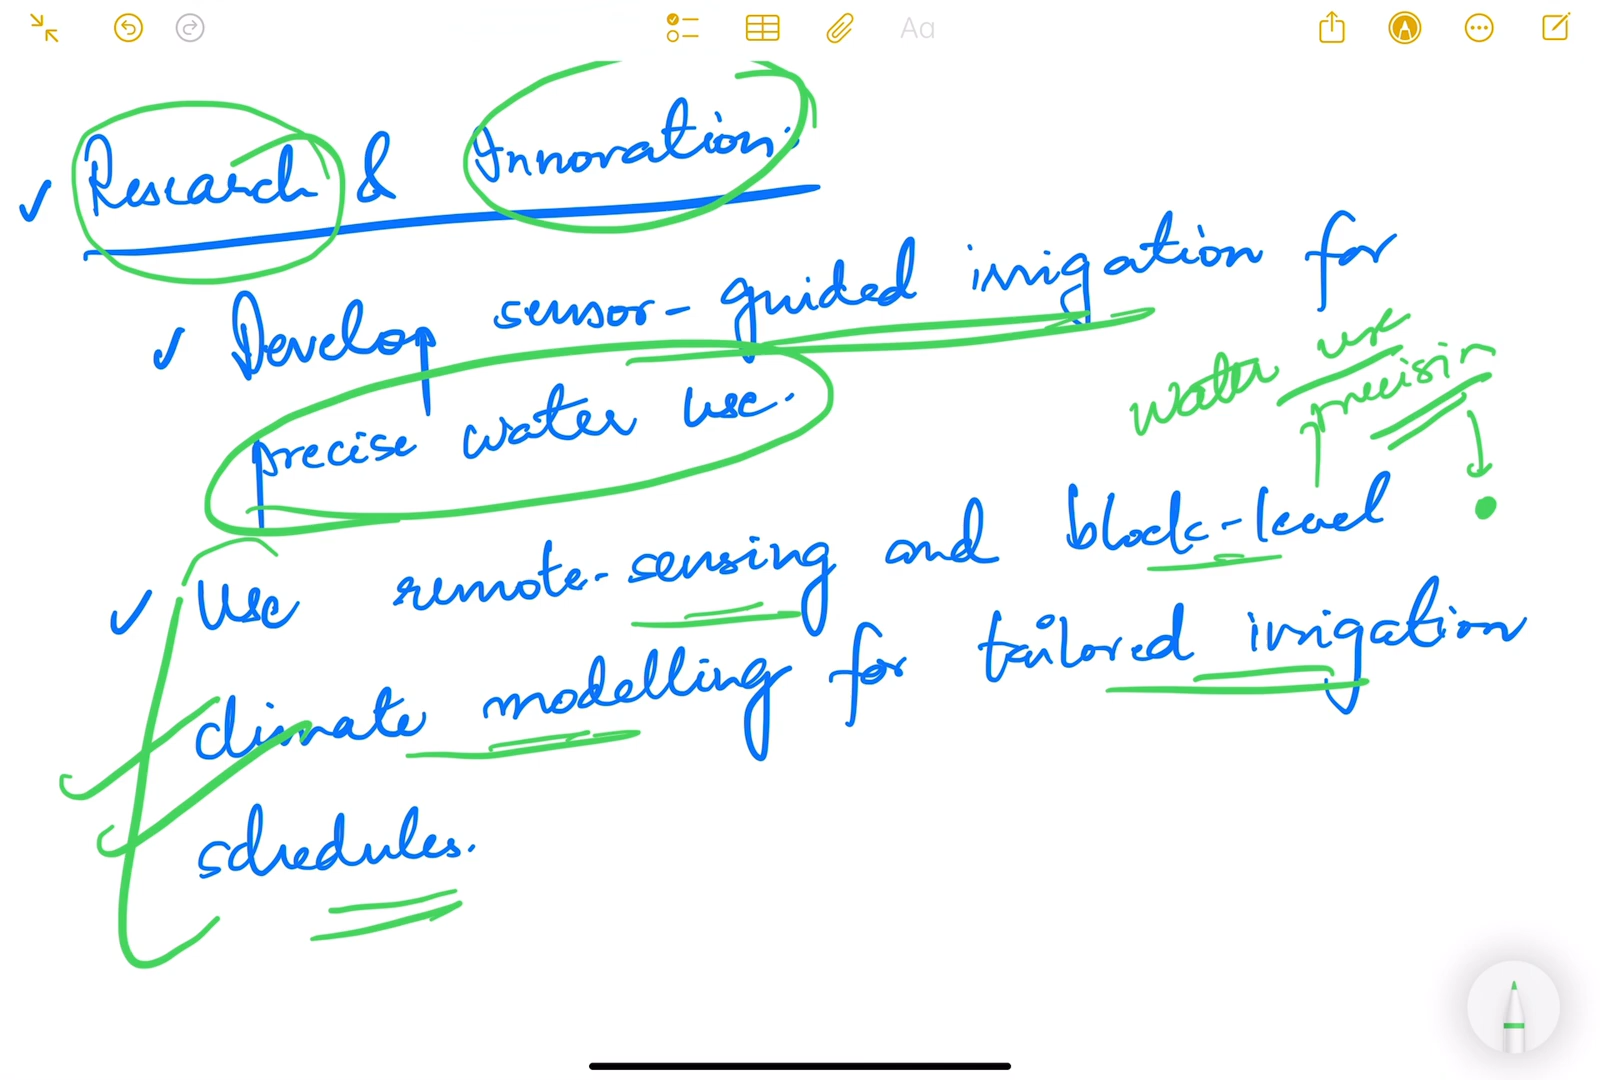 Aa
✓ Research & Innovation:
✓ Develop sensor-guided irrigation for
precise water use.
water use
precision
✓ Use remote-sensing and block-level
climate modelling for tailored irrigation
schedules.